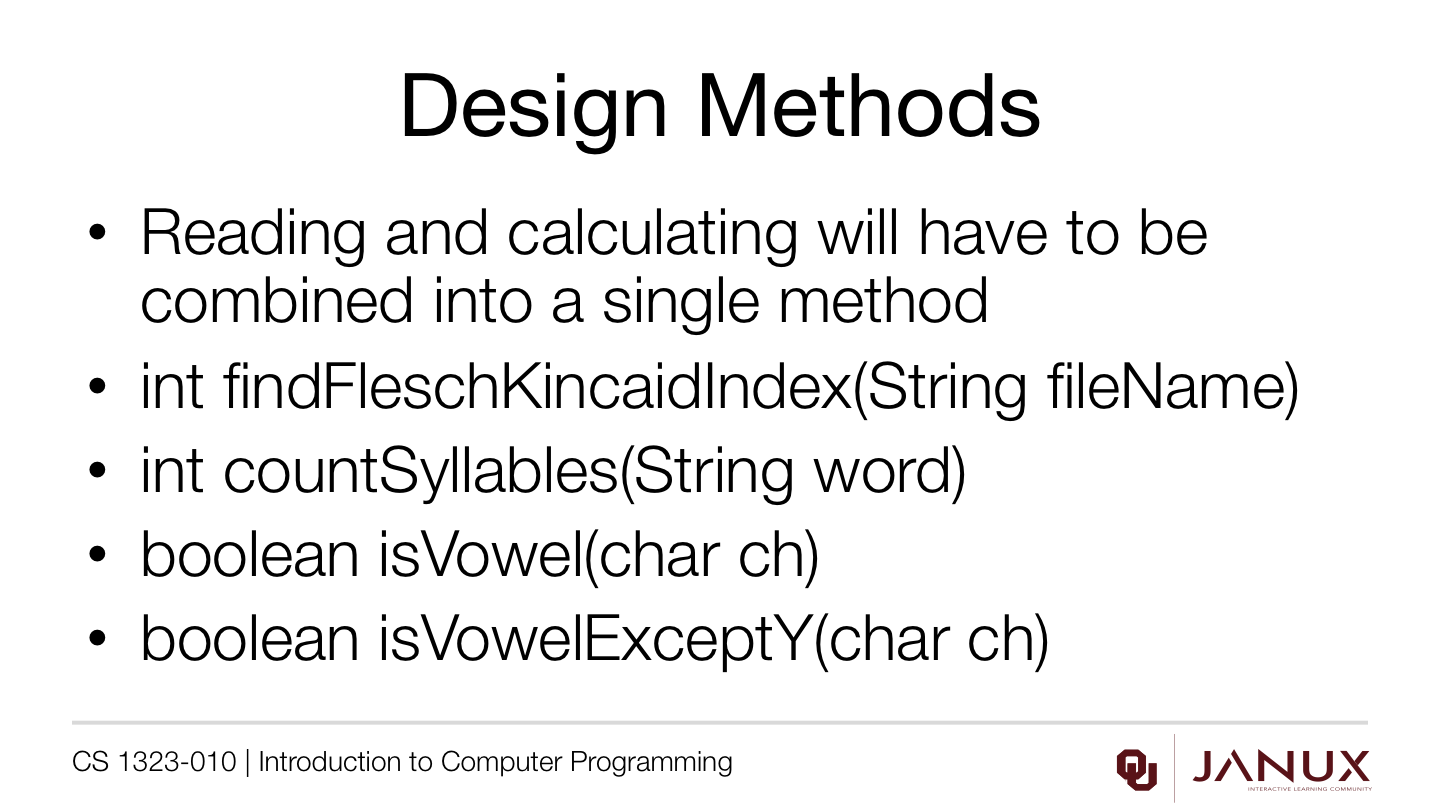 Design Methods
• Reading and calculating will have to be
combined into a single method
• int findFleschKincaidIndex(String fileName)
• int countSyllables(String word)
• boolean isVowel(char ch)
• boolean isVowelExceptY(char ch)
CS 1323-010 | Introduction to Computer Programming
OU
JANUX
INTERACTIVE LEARNING COMMUNITY